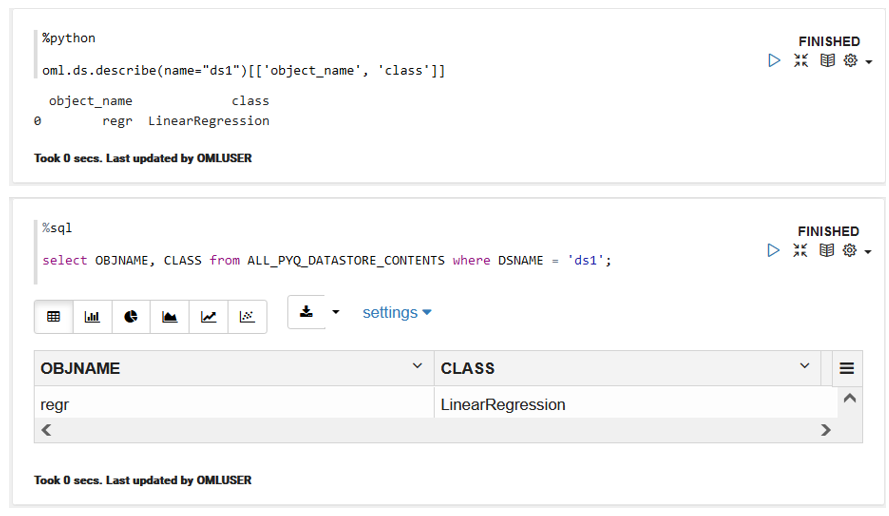 %python
FINISHED
oml.ds.describe(name="ds1")[['object_name', 'class']]
object_name class
0 regr LinearRegression
Took 0 secs. Last updated by OMLUSER
%sql
FINISHED
select OBJNAME, CLASS from ALL_PYQ_DATASTORE_CONTENTS where DSNAME = 'ds1';
settings
OBJNAME CLASS
regr LinearRegression
Took 0 secs. Last updated by OMLUSER